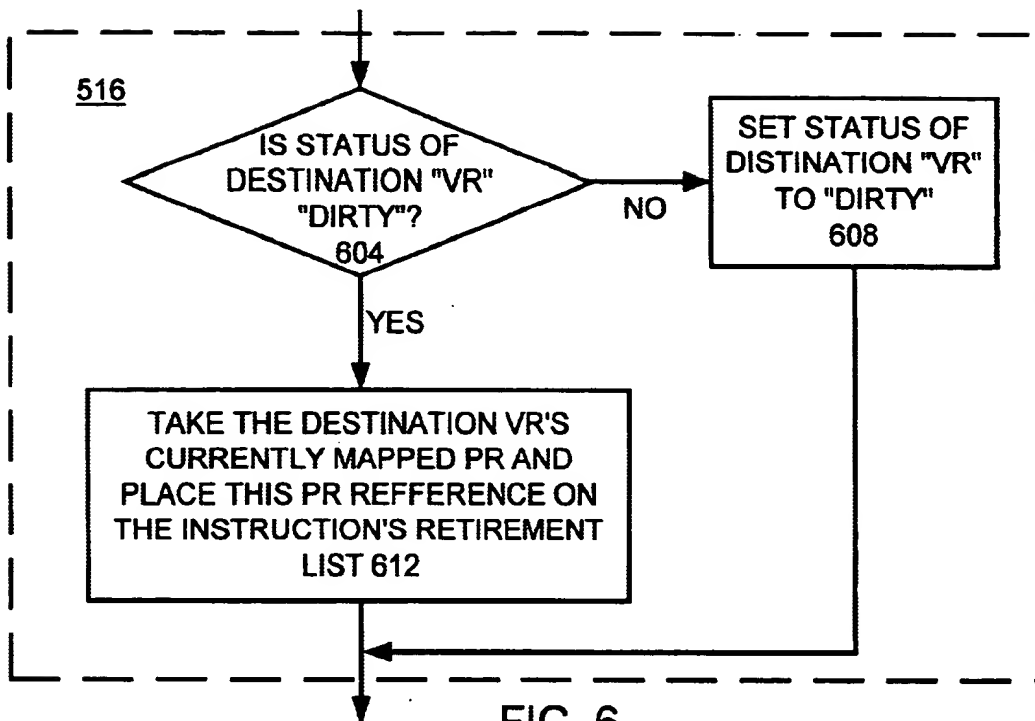 516
IS STATUS OF
DESTINATION "VR"
"DIRTY"?
604
NO
SET STATUS OF
DISTINATION "VR"
TO "DIRTY"
608
YES
TAKE THE DESTINATION VR'S
CURRENTLY MAPPED PR AND
PLACE THIS PR REFFERENCE ON
THE INSTRUCTION'S RETIREMENT
LIST 612
FIG. 6